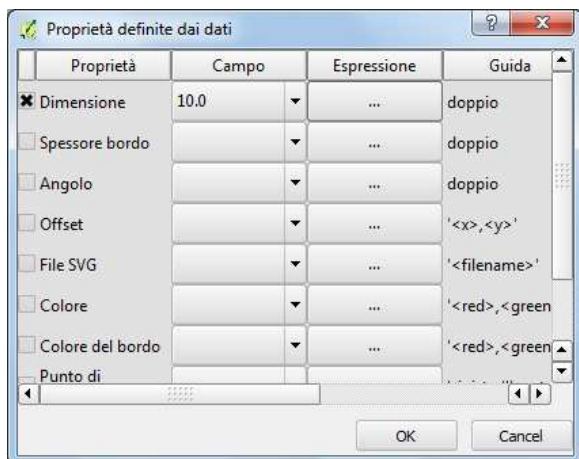 Proprietà definite dai dati
Proprietà Campo Espressione Guida
Dimensione 10.0 ... doppio
Spessore bordo ... doppio
Angolo ... doppio
Offset ... '<x>,<y>'
File SVG ... '<filename>'
Colore ... '<red>,<green
Colore del bordo ... '<red>,<green
Punto di
OK Cancel